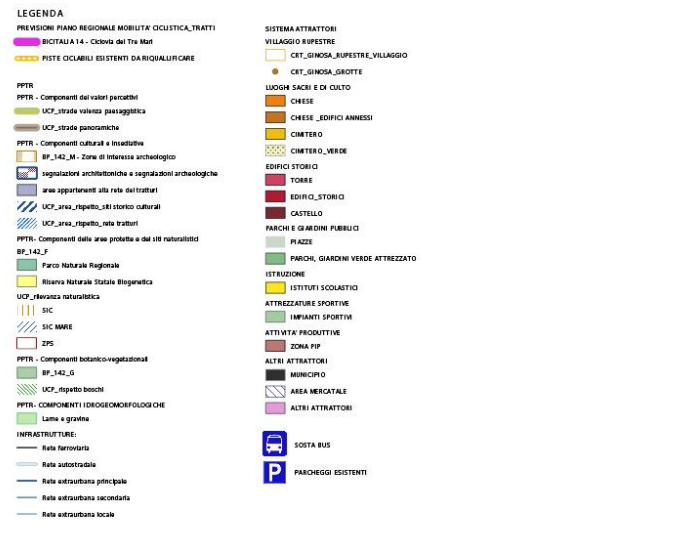 LEGENDA
PREVISIONI PIANO REGIONALE MOBILITA' CICLISTICA_TRATTI
BICITALIA 14 - Ciclovia dei Tre Mari
PISTE CICLABILI ESISTENTI DA RIQUALIFICARE
PPTR
PPTR - Componenti dei valori percettivi
UCP_strade valenza paesaggistica
UCP_strade panoramiche
PPTR - Componenti culturali e insediative
BP_142_M - Zone di interesse archeologico
segnalazioni architettoniche e segnalazioni archeologiche
aree appartenenti alla rete dei tratturi
UCP_area_rispetto_siti storico culturali
UCP_area_rispetto_rete tratturi
PPTR- Componenti delle aree protette e dei siti naturalistici
BP_142_F
Parco Naturale Regionale
Riserva Naturale Statale Biogenetica
UCP_rilevanza naturalistica
SIC
SIC MARE
ZPS
PPTR - Componenti botanico-vegetazionali
BP_142_G
UCP_rispetto boschi
PPTR- COMPONENTI IDROGEOMORFOLOGICHE
Lame e gravine
INFRASTRUTTURE:
Rete ferroviaria
Rete autostradale
Rete extraurbana principale
Rete extraurbana secondaria
Rete extraurbana locale
SISTEMA ATTRATTORI
VILLAGGIO RUPESTRE
CRT_GINOSA_RUPESTRE_VILLAGGIO
CRT_GINOSA_GROTTE
LUOGHI SACRI E DI CULTO
CHIESE
CHIESE _EDIFICI ANNESSI
CIMITERO
CIMITERO_VERDE
EDIFICI STORICI
TORRE
EDIFICI_STORICI
CASTELLO
PARCHI E GIARDINI PUBBLICI
PIAZZE
PARCHI, GIARDINI VERDE ATTREZZATO
ISTRUZIONE
ISTITUTI SCOLASTICI
ATTREZZATURE SPORTIVE
IMPIANTI SPORTIVI
ATTIVITA' PRODUTTIVE
ZONA PIP
ALTRI ATTRATTORI
MUNICIPIO
AREA MERCATALE
ALTRI ATTRATTORI
SOSTA BUS
P PARCHEGGI ESISTENTI